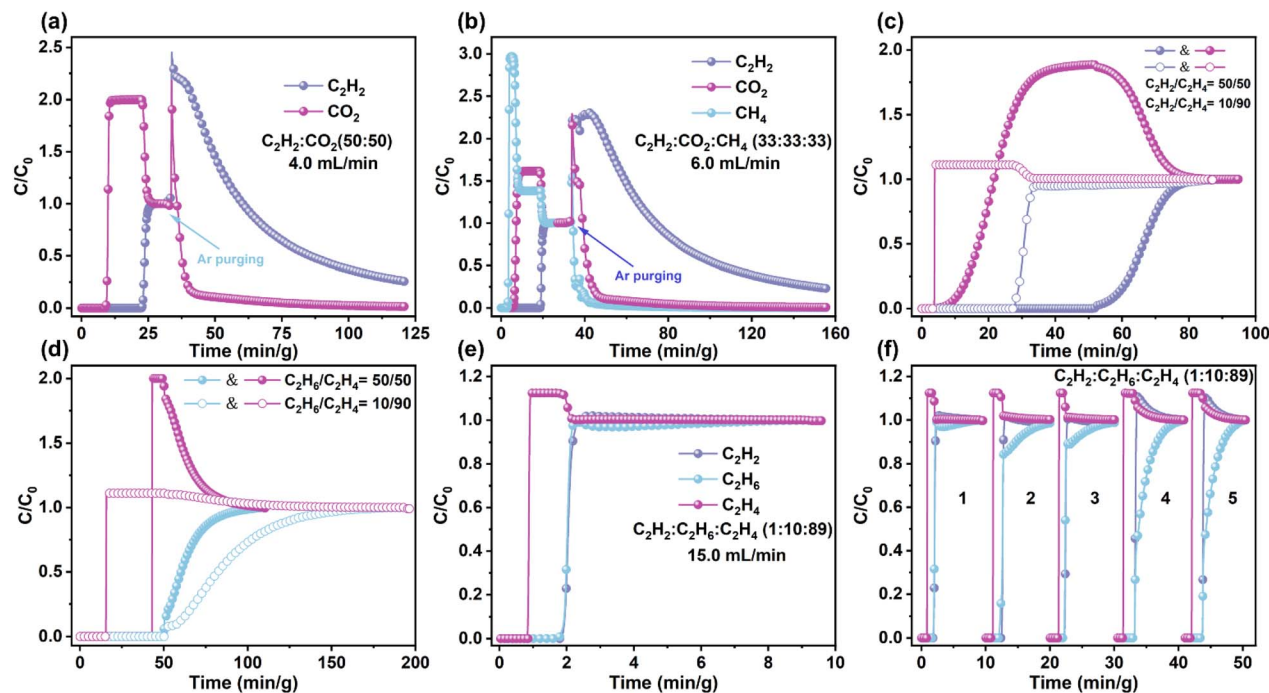 (a)
2.5
2.0
1.5
1.0
0.5
0.0
C/C₀
C₂H₂
CO₂
C₂H₂:CO₂(50:50)
4.0 mL/min
Ar purging
0 25 50 75 100 125
Time (min/g)
(b)
3.0
2.5
2.0
1.5
1.0
0.5
0.0
C/C₀
C₂H₂
CO₂
CH₄
C₂H₂:CO₂:CH₄ (33:33:33)
6.0 mL/min
Ar purging
0 40 80 120 160
Time (min/g)
(c)
2.0
1.5
1.0
0.5
0.0
C/C₀
&
&
C₂H₂/C₂H₄= 50/50
C₂H₂/C₂H₄= 10/90
0 20 40 60 80 100
Time (min/g)
(d)
2.0
1.5
1.0
0.5
0.0
C/C₀
& C₂H₆/C₂H₄= 50/50
& C₂H₆/C₂H₄= 10/90
0 50 100 150 200
Time (min/g)
(e)
1.2
1.0
0.8
0.6
0.4
0.2
0.0
C/C₀
C₂H₂
C₂H₆
C₂H₄
C₂H₂:C₂H₆:C₂H₄ (1:10:89)
15.0 mL/min
0 2 4 6 8 10
Time (min/g)
(f)
1.2
1.0
0.8
0.6
0.4
0.2
0.0
C/C₀
C₂H₂:C₂H₆:C₂H₄ (1:10:89)
1 2 3 4 5
0 10 20 30 40 50
Time (min/g)